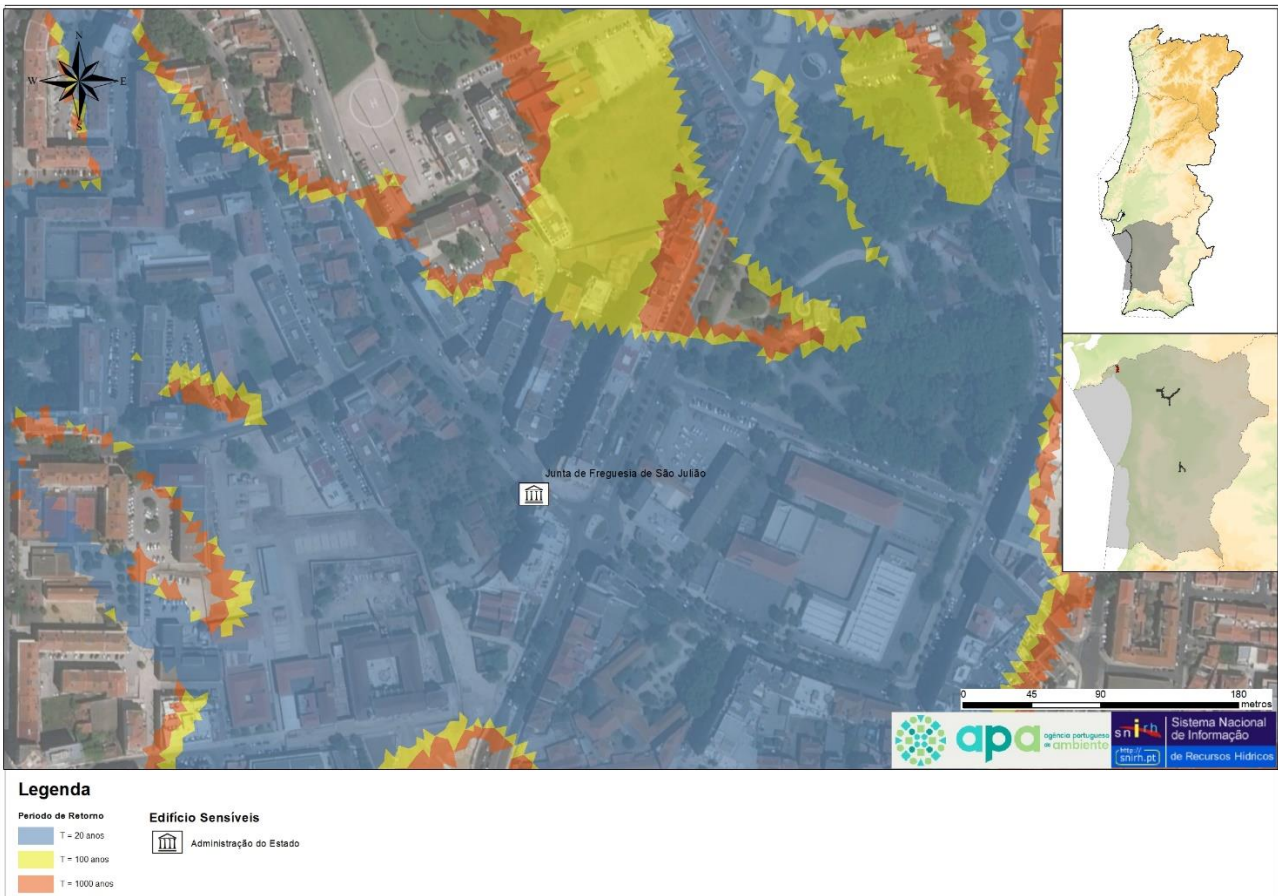 N
W
E
S
H
Junta de Freguesia de São Julião
0 45 90 180
metros
apa agência portuguesa
do ambiente
snirh
http://
snirh.pt
Sistema Nacional
de Informação
de Recursos Hídricos
Legenda
Periodo de Retorno
T = 20 anos
T = 100 anos
T = 1000 anos
Edifício Sensíveis
Administração do Estado